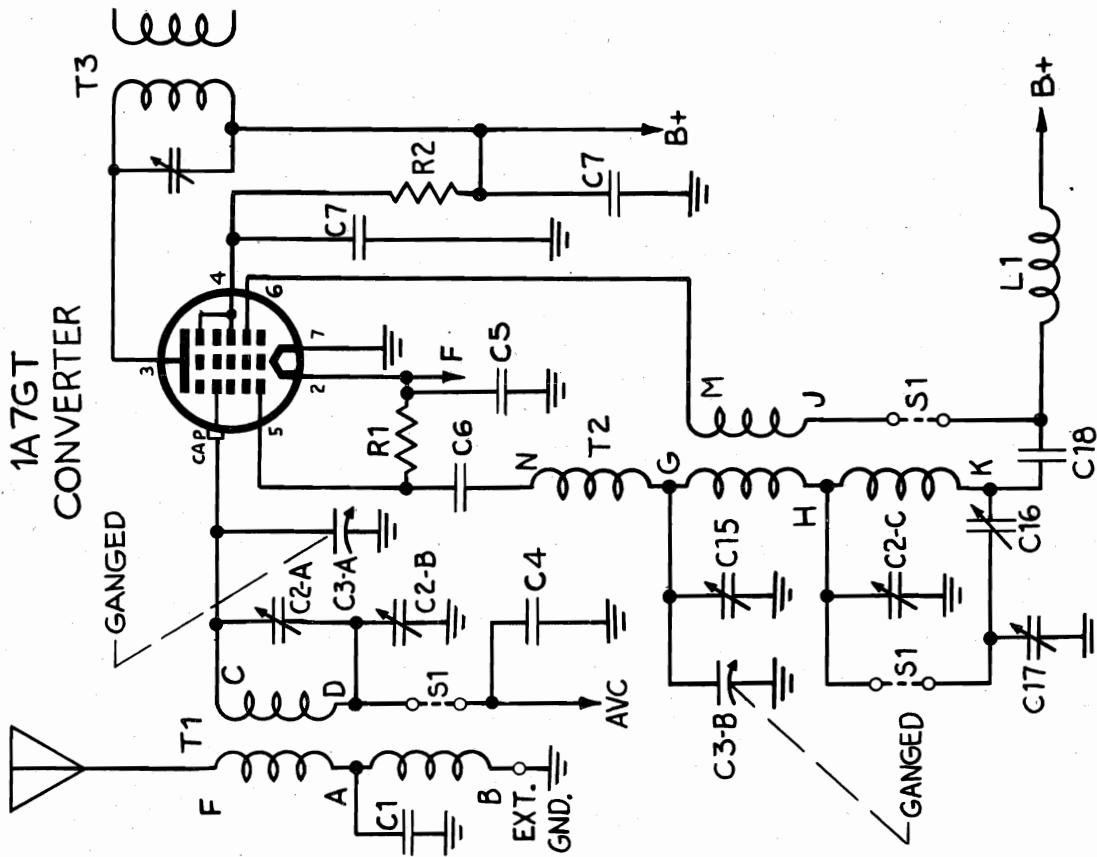 1A7GT
CONVERTER
T3
B+
R2
C7
C7
4
6
3
7
2
5
CAP
F
C5
R1
C6
N
T2
GANGED
C2-A
C3-A
C2-B
C4
C
D
S1
AVC
T1
F
A
B
C1
EXT.
GND.
G
C15
C3-B
GANGED
H
C2-C
S1
C17
C16
K
C18
M
J
S1
L1
B+